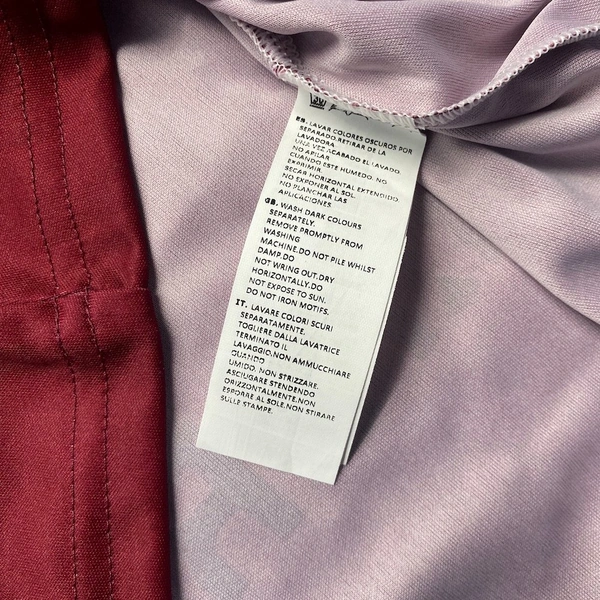 ES. LAVAR COLORES OSCUROS POR
SEPARADO.RETIRAR DE LA
LAVADORA.
UNA VEZ ACABADO EL LAVADO.
NO APILAR
CUANDO ESTE HUMEDO. NO
EXPRIMIR.
SECAR HORIZONTAL EXTENDIDO.
NO EXPONER AL SOL.
NO PLANCHAR LAS
APLICACIONES.
GB. WASH DARK COLOURS
SEPARATELY.
REMOVE PROMPTLY FROM
WASHING
MACHINE.DO NOT PILE WHILST
DAMP.DO
NOT WRING OUT.DRY
HORIZONTALLY.DO
NOT EXPOSE TO SUN.
DO NOT IRON MOTIFS.
IT. LAVARE COLORI SCURI
SEPARATAMENTE.
TOGLIERE DALLA LAVATRICE
TERMINATO IL
LAVAGGIO.NON AMMUCCHIARE
QUANDO
UMIDO. NON STRIZZARE.
ASCIUGARE STENDENDO
ORIZZONTALMENTE.NON
ESPORRE AL SOLE.NON STIRARE
SULLE STAMPE.